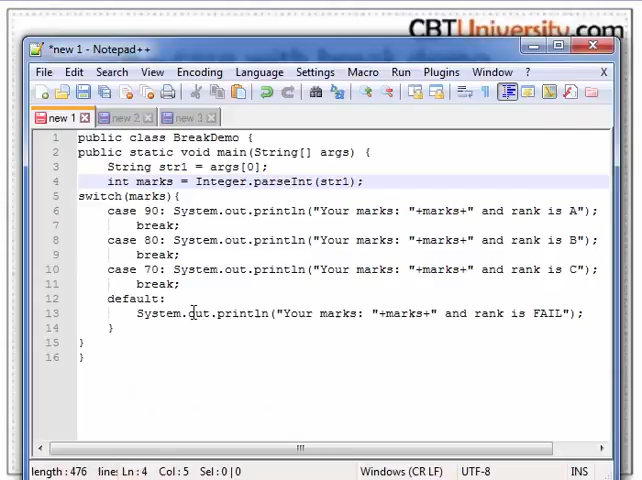 CBTUniversity.com
*new 1 - Notepad++
File Edit Search View Encoding Language Settings Macro Run Plugins Window ? X
new 1 new 2 new 3
1 public class BreakDemo {
2 public static void main(String[] args) {
3 String str1 = args[0];
4 int marks = Integer.parseInt(str1);
5 switch(marks){
6 case 90: System.out.println("Your marks: "+marks+" and rank is A");
7 break;
8 case 80: System.out.println("Your marks: "+marks+" and rank is B");
9 break;
10 case 70: System.out.println("Your marks: "+marks+" and rank is C");
11 break;
12 default:
13 System.out.println("Your marks: "+marks+" and rank is FAIL");
14 }
15 }
16 }
length : 476 line Ln : 4 Col : 5 Sel : 0 | 0 Windows (CR LF) UTF-8 INS